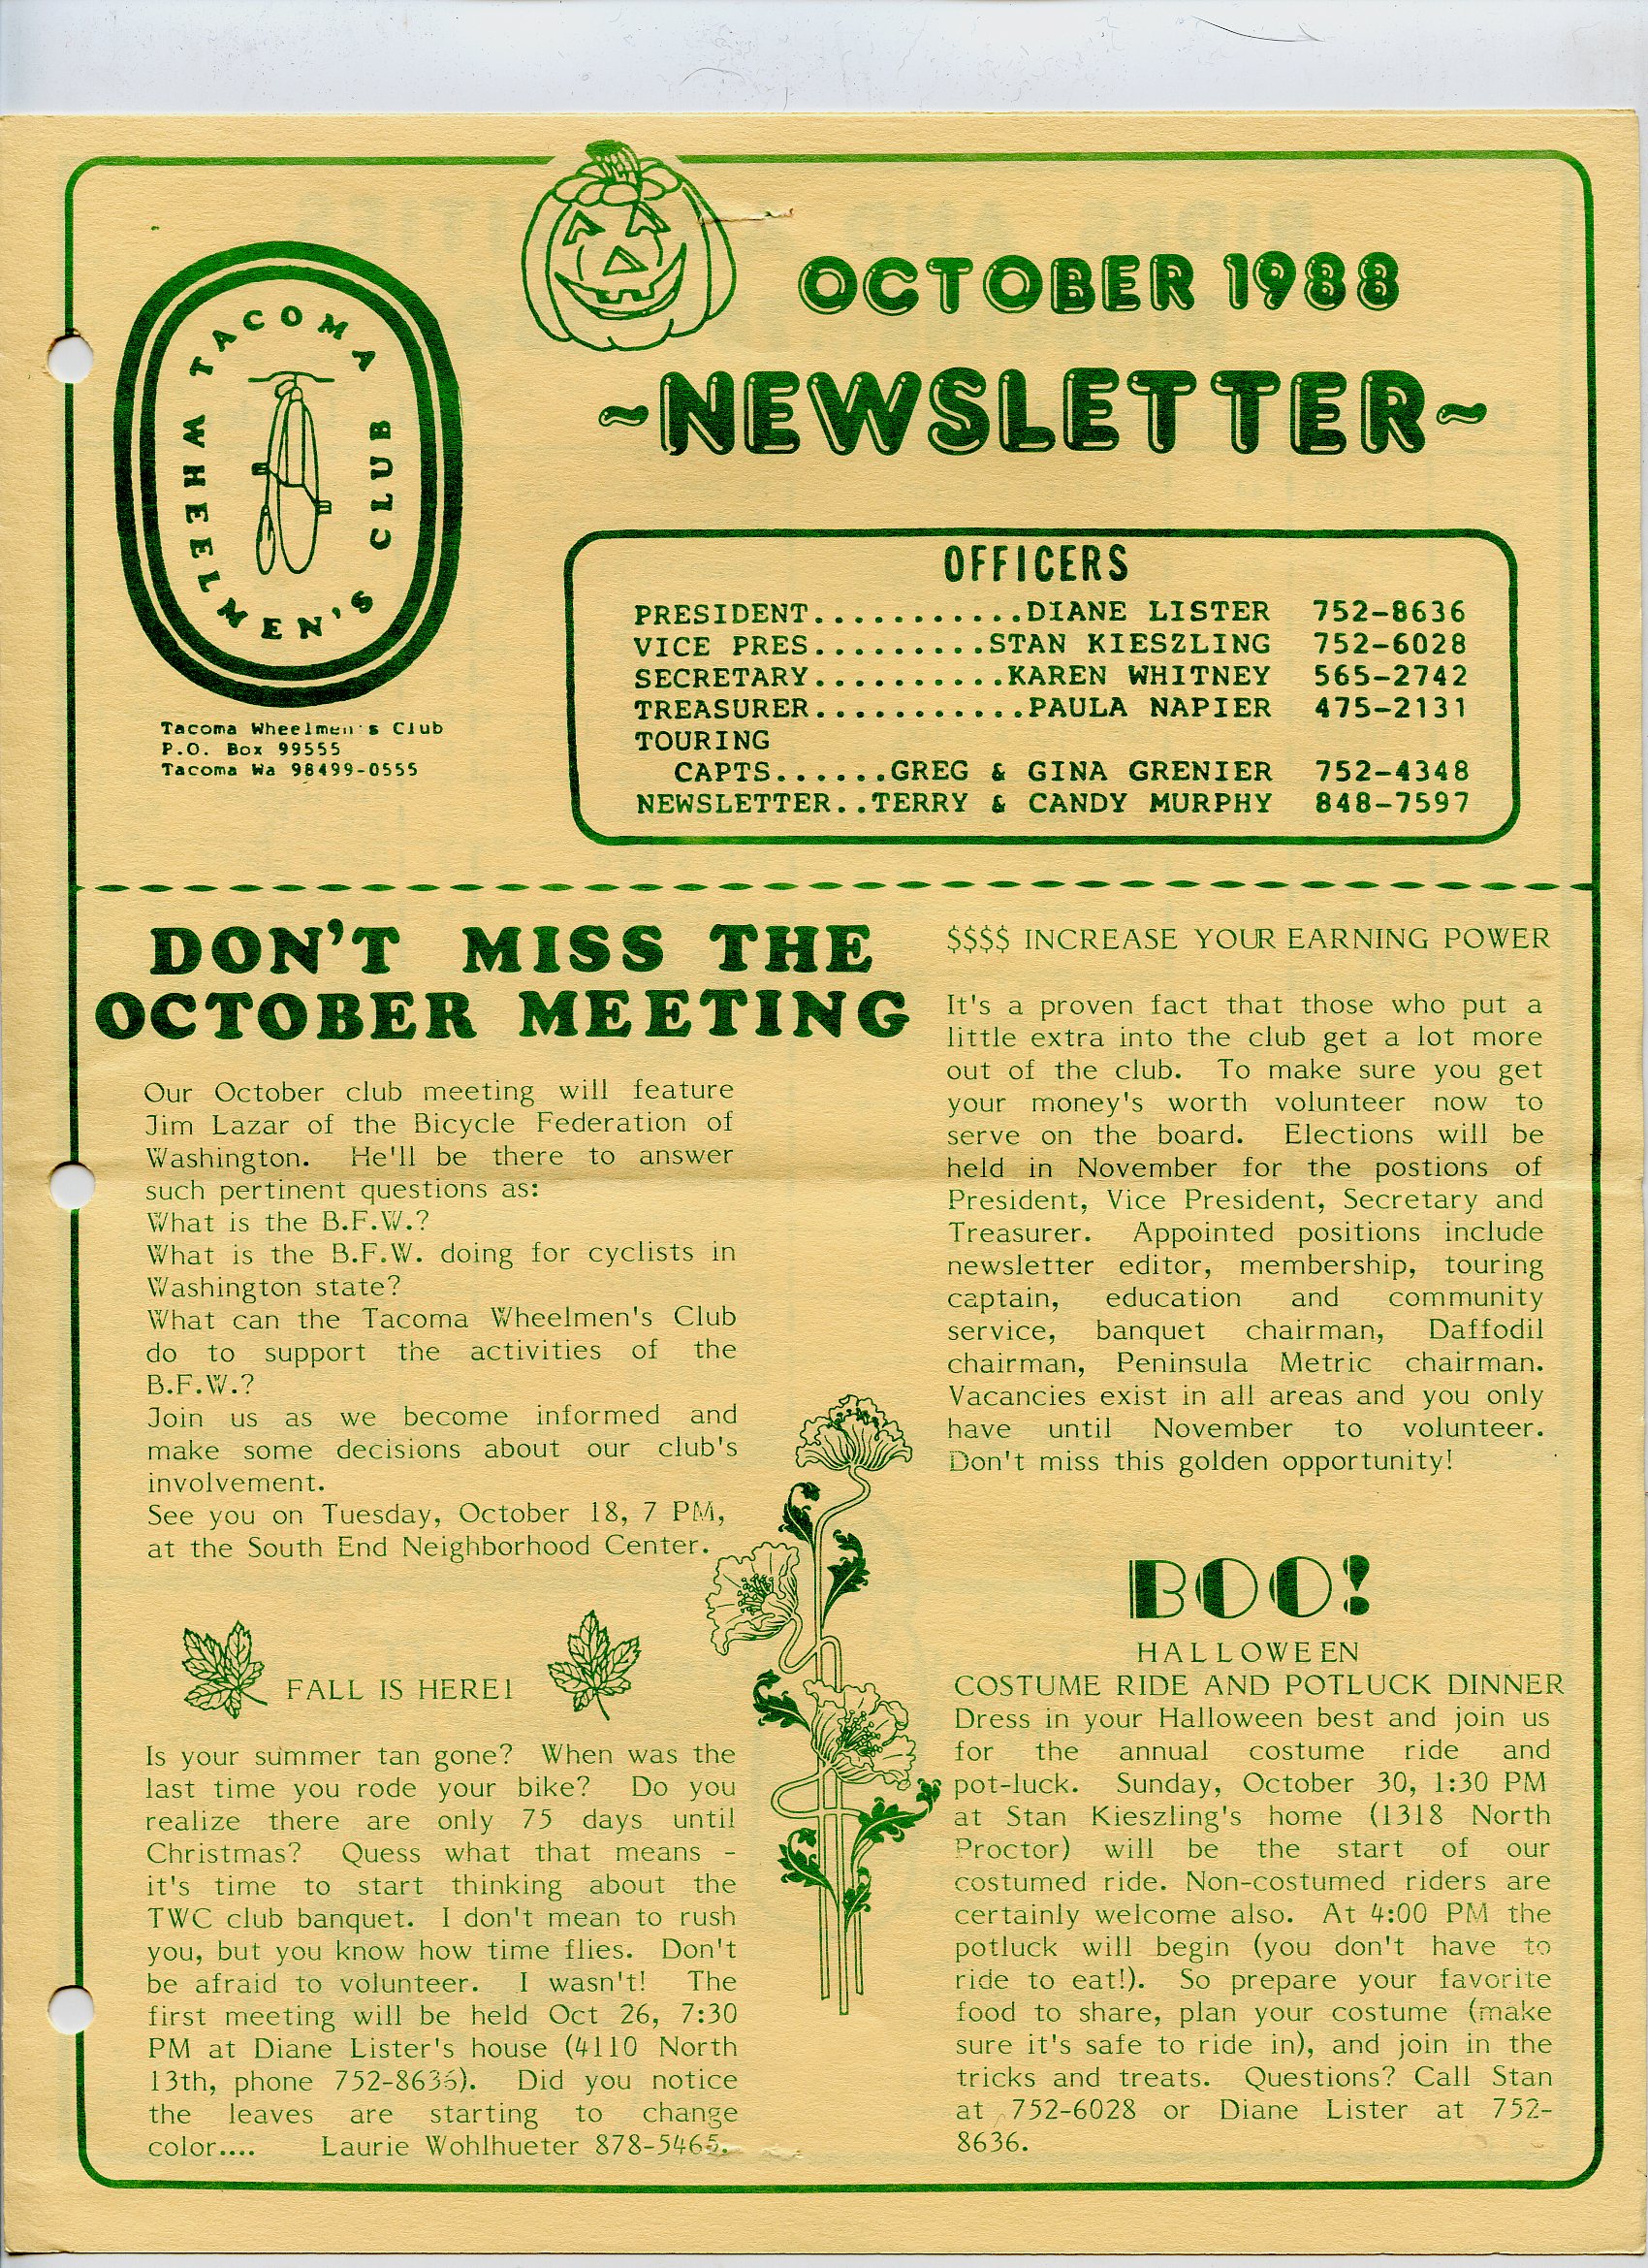 OCTOBER 1988
~NEWSLETTER~
TACOMA WHEELMEN'S CLUB
Tacoma Wheelmen's Club
P.O. Box 99555
Tacoma Wa 98499-0555
OFFICERS
PRESIDENT...........DIANE LISTER 752-8636
VICE PRES.........STAN KIESZLING 752-6028
SECRETARY..........KAREN WHITNEY 565-2742
TREASURER...........PAULA NAPIER 475-2131
TOURING
CAPTS......GREG & GINA GRENIER 752-4348
NEWSLETTER..TERRY & CANDY MURPHY 848-7597
DON'T MISS THE
OCTOBER MEETING
Our October club meeting will feature
Jim Lazar of the Bicycle Federation of
Washington. He'll be there to answer
such pertinent questions as:
What is the B.F.W.?
What is the B.F.W. doing for cyclists in
Washington state?
What can the Tacoma Wheelmen's Club
do to support the activities of the
B.F.W.?
Join us as we become informed and
make some decisions about our club's
involvement.
See you on Tuesday, October 18, 7 PM,
at the South End Neighborhood Center.
FALL IS HERE1
Is your summer tan gone? When was the
last time you rode your bike? Do you
realize there are only 75 days until
Christmas? Quess what that means -
it's time to start thinking about the
TWC club banquet. I don't mean to rush
you, but you know how time flies. Don't
be afraid to volunteer. I wasn't! The
first meeting will be held Oct 26, 7:30
PM at Diane Lister's house (4110 North
13th, phone 752-8636). Did you notice
the leaves are starting to change
color.... Laurie Wohlhueter 878-5465.
$$$$ INCREASE YOUR EARNING POWER
It's a proven fact that those who put a
little extra into the club get a lot more
out of the club. To make sure you get
your money's worth volunteer now to
serve on the board. Elections will be
held in November for the postions of
President, Vice President, Secretary and
Treasurer. Appointed positions include
newsletter editor, membership, touring
captain, education and community
service, banquet chairman, Daffodil
chairman, Peninsula Metric chairman.
Vacancies exist in all areas and you only
have until November to volunteer.
Don't miss this golden opportunity!
BOO!
HALLOWEEN
COSTUME RIDE AND POTLUCK DINNER
Dress in your Halloween best and join us
for the annual costume ride and
pot-luck. Sunday, October 30, 1:30 PM
at Stan Kieszling's home (1318 North
Proctor) will be the start of our
costumed ride. Non-costumed riders are
certainly welcome also. At 4:00 PM the
potluck will begin (you don't have to
ride to eat!). So prepare your favorite
food to share, plan your costume (make
sure it's safe to ride in), and join in the
tricks and treats. Questions? Call Stan
at 752-6028 or Diane Lister at 752-
8636.